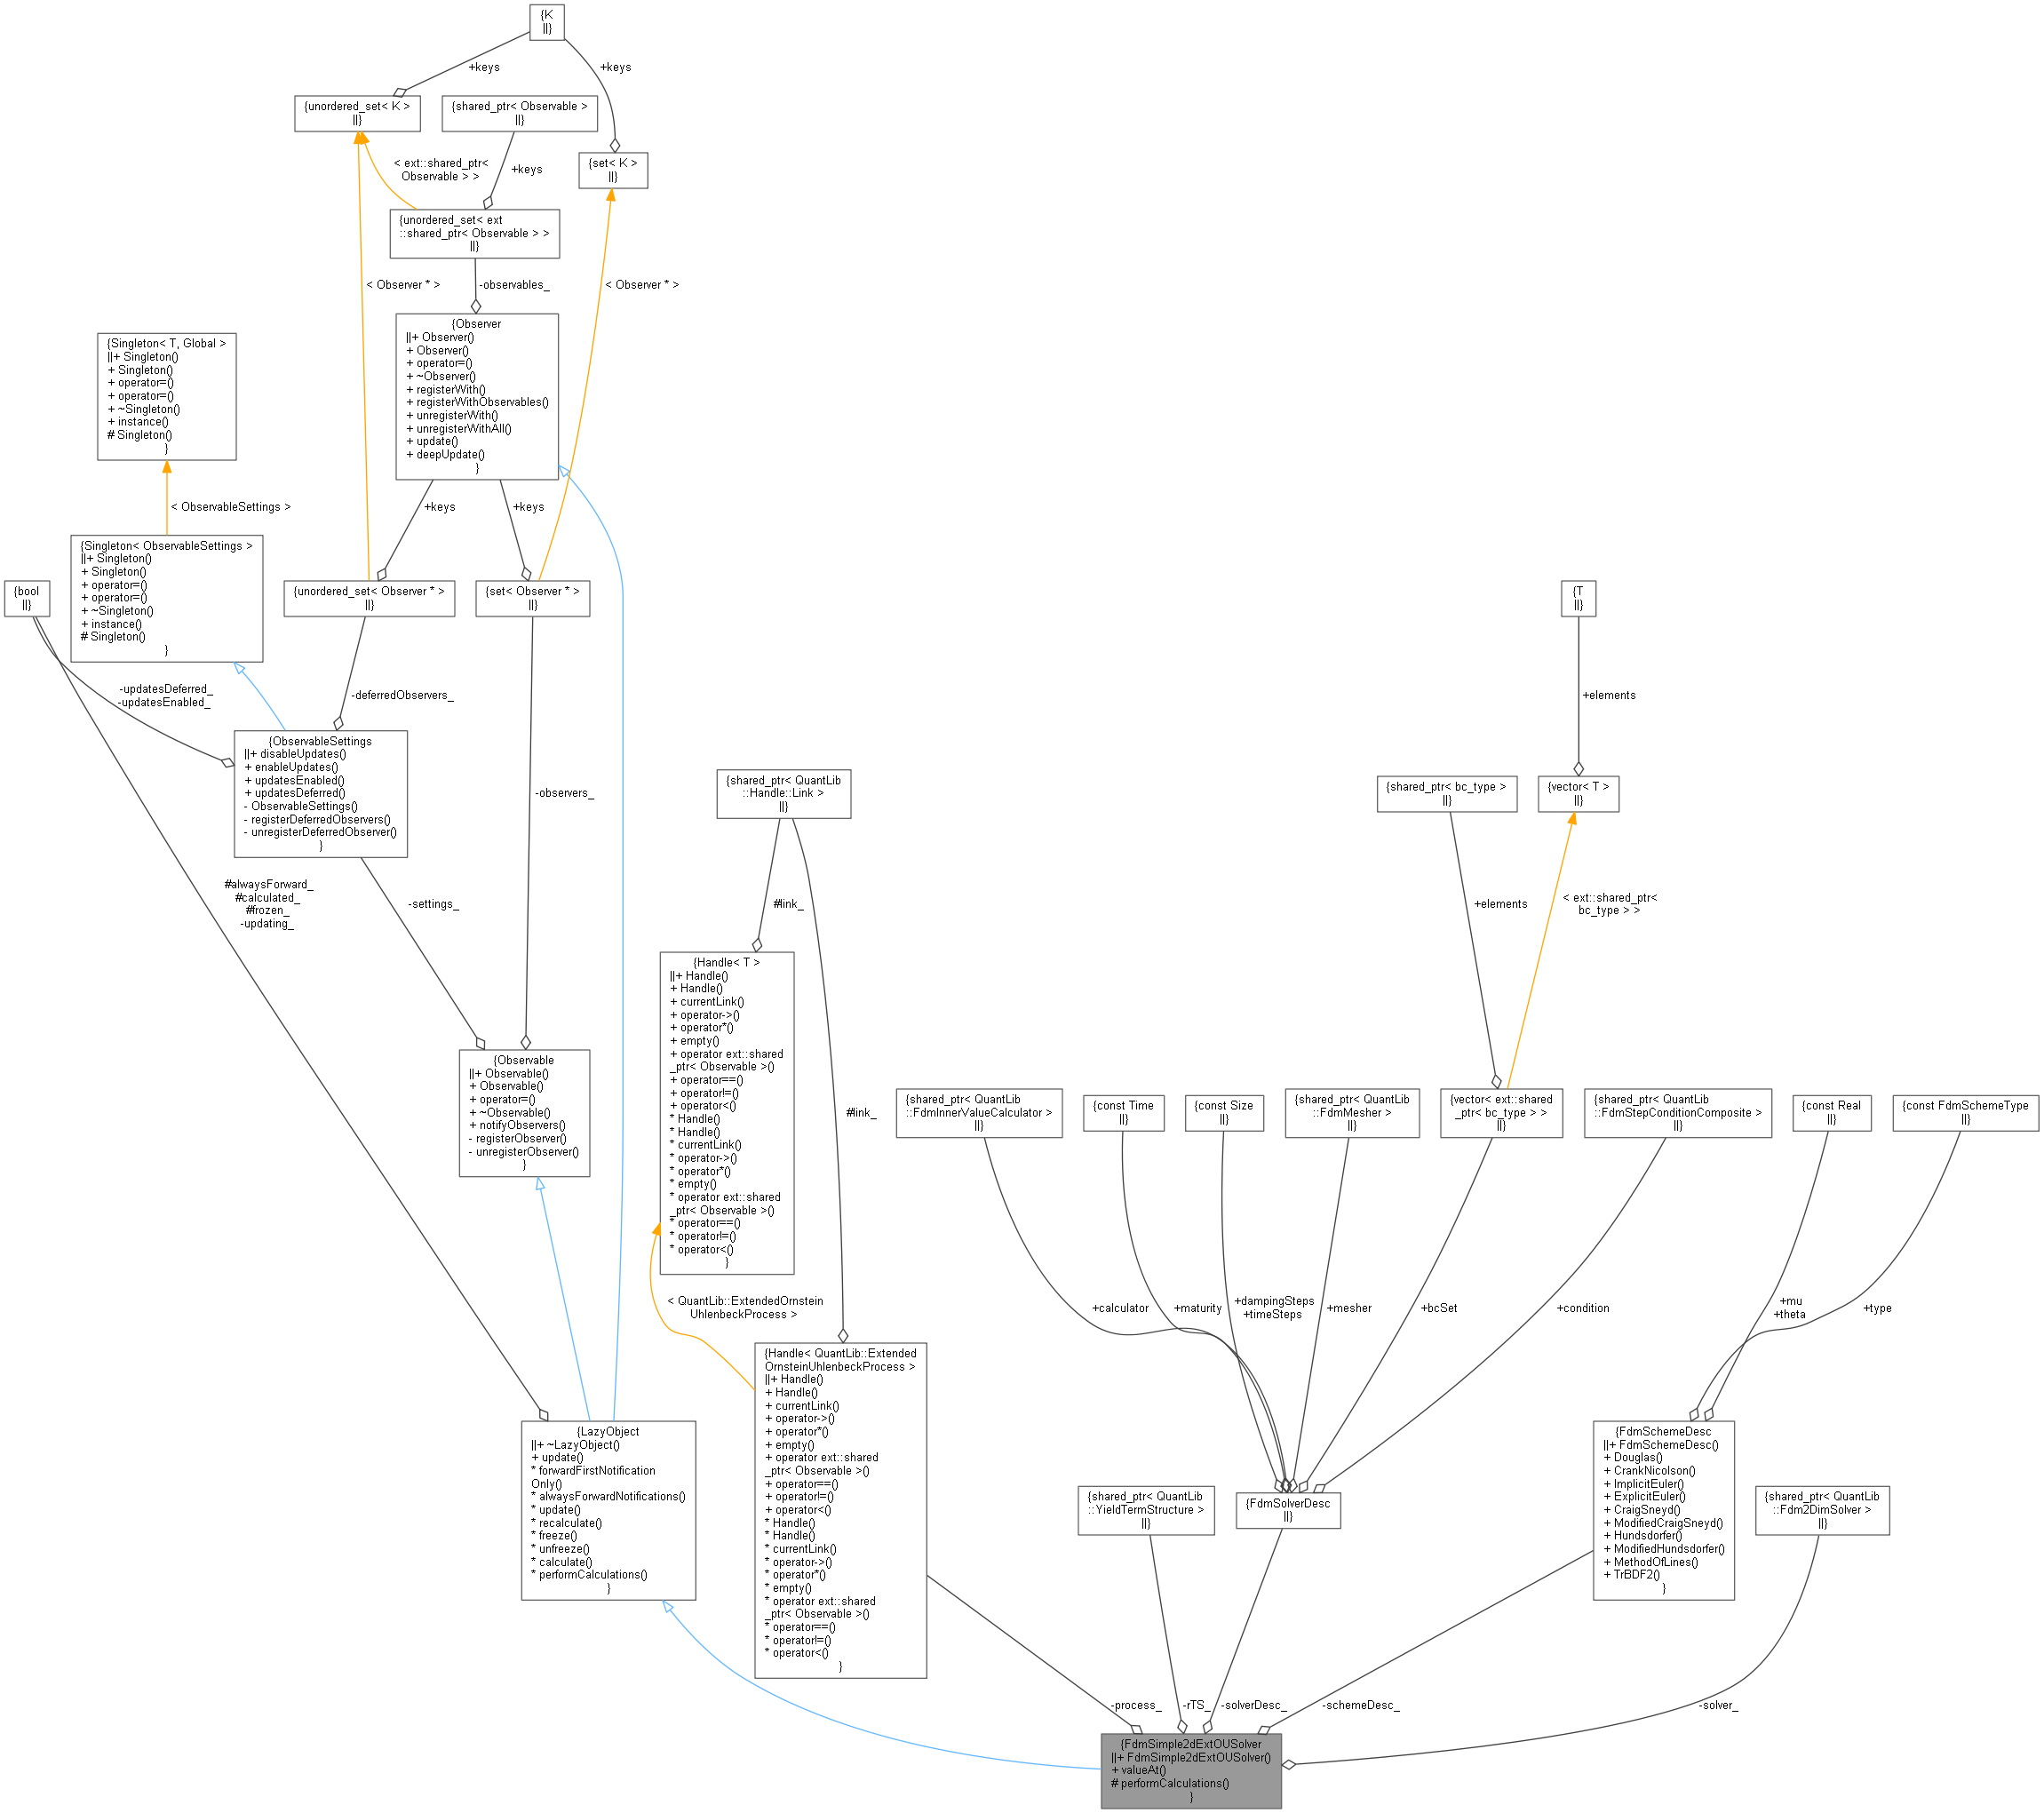 {K
||}
+keys
+keys
{unordered_set< K >
||}
{shared_ptr< Observable >
||}
{set< K >
||}
< ext::shared_ptr<
Observable > >
+keys
{unordered_set< ext
::shared_ptr< Observable > >
||}
< Observer * >
-observables_
< Observer * >
{Singleton< T, Global >
||+ Singleton()
+ Singleton()
+ operator=()
+ operator=()
+ ~Singleton()
+ instance()
# Singleton()
}
{Observer
||+ Observer()
+ Observer()
+ operator=()
+ ~Observer()
+ registerWith()
+ registerWithObservables()
+ unregisterWith()
+ unregisterWithAll()
+ update()
+ deepUpdate()
}
< ObservableSettings >
+keys
+keys
{Singleton< ObservableSettings >
||+ Singleton()
+ Singleton()
+ operator=()
+ operator=()
+ ~Singleton()
+ instance()
# Singleton()
}
{bool
||}
{unordered_set< Observer * >
||}
{set< Observer * >
||}
{T
||}
-updatesDeferred_
-updatesEnabled_
-deferredObservers_
+elements
{ObservableSettings
||+ disableUpdates()
+ enableUpdates()
+ updatesEnabled()
+ updatesDeferred()
- ObservableSettings()
- registerDeferredObservers()
- unregisterDeferredObserver()
}
-observers_
{shared_ptr< QuantLib
::Handle::Link >
||}
{shared_ptr< bc_type >
||}
{vector< T >
||}
#alwaysForward_
#calculated_
#frozen_
-updating_
-settings_
#link_
+elements
< ext::shared_ptr<
bc_type > >
{Handle< T >
||+ Handle()
+ Handle()
+ currentLink()
+ operator->()
+ operator*()
+ empty()
+ operator ext::shared
_ptr< Observable >()
+ operator==()
+ operator!=()
+ operator<()
* Handle()
* Handle()
* currentLink()
* operator->()
* operator*()
* empty()
* operator ext::shared
_ptr< Observable >()
* operator==()
* operator!=()
* operator<()
}
{Observable
||+ Observable()
+ Observable()
+ operator=()
+ ~Observable()
+ notifyObservers()
- registerObserver()
- unregisterObserver()
}
#link_
{shared_ptr< QuantLib
::FdmInnerValueCalculator >
||}
{const Time
||}
{const Size
||}
{shared_ptr< QuantLib
::FdmMesher >
||}
{vector< ext::shared
_ptr< bc_type > >
||}
{shared_ptr< QuantLib
::FdmStepConditionComposite >
||}
{const Real
||}
{const FdmSchemeType
||}
< QuantLib::ExtendedOrnstein
UhlenbeckProcess >
+calculator
+maturity
+dampingSteps
+timeSteps
+mesher
+bcSet
+condition
+mu
+theta
+type
{Handle< QuantLib::Extended
OrnsteinUhlenbeckProcess >
||+ Handle()
+ Handle()
+ currentLink()
+ operator->()
+ operator*()
+ empty()
+ operator ext::shared
_ptr< Observable >()
+ operator==()
+ operator!=()
+ operator<()
* Handle()
* Handle()
* currentLink()
* operator->()
* operator*()
* empty()
* operator ext::shared
_ptr< Observable >()
* operator==()
* operator!=()
* operator<()
}
{LazyObject
||+ ~LazyObject()
+ update()
* forwardFirstNotification
Only()
* alwaysForwardNotifications()
* update()
* recalculate()
* freeze()
* unfreeze()
* calculate()
* performCalculations()
}
{shared_ptr< QuantLib
::YieldTermStructure >
||}
{FdmSolverDesc
||}
{FdmSchemeDesc
||+ FdmSchemeDesc()
+ Douglas()
+ CrankNicolson()
+ ImplicitEuler()
+ ExplicitEuler()
+ CraigSneyd()
+ ModifiedCraigSneyd()
+ Hundsdorfer()
+ ModifiedHundsdorfer()
+ MethodOfLines()
+ TrBDF2()
}
{shared_ptr< QuantLib
::Fdm2DimSolver >
||}
-process_
-rTS_
-solverDesc_
-schemeDesc_
-solver_
{FdmSimple2dExtOUSolver
||+ FdmSimple2dExtOUSolver()
+ valueAt()
# performCalculations()
}